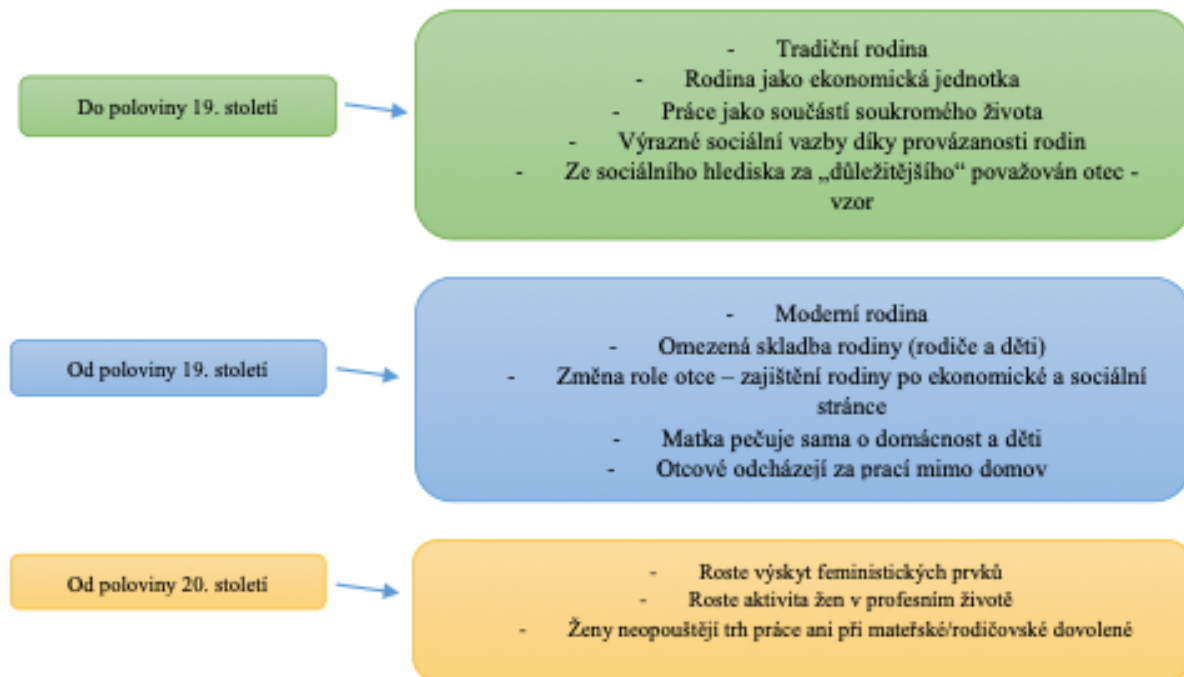 Do poloviny 19. století
- Tradiční rodina
- Rodina jako ekonomická jednotka
- Práce jako součástí soukromého života
- Výrazné sociální vazby díky provázanosti rodin
- Ze sociálního hlediska za „důležitějšího“ považován otec -
vzor
Od poloviny 19. století
- Moderní rodina
- Omezená skladba rodiny (rodiče a děti)
- Změna role otce – zajištění rodiny po ekonomické a sociální
stránce
- Matka pečuje sama o domácnost a děti
- Otcové odcházejí za prací mimo domov
Od poloviny 20. století
- Roste výskyt feministických prvků
- Roste aktivita žen v profesním životě
- Ženy neopouštějí trh práce ani při mateřské/rodičovské dovolené